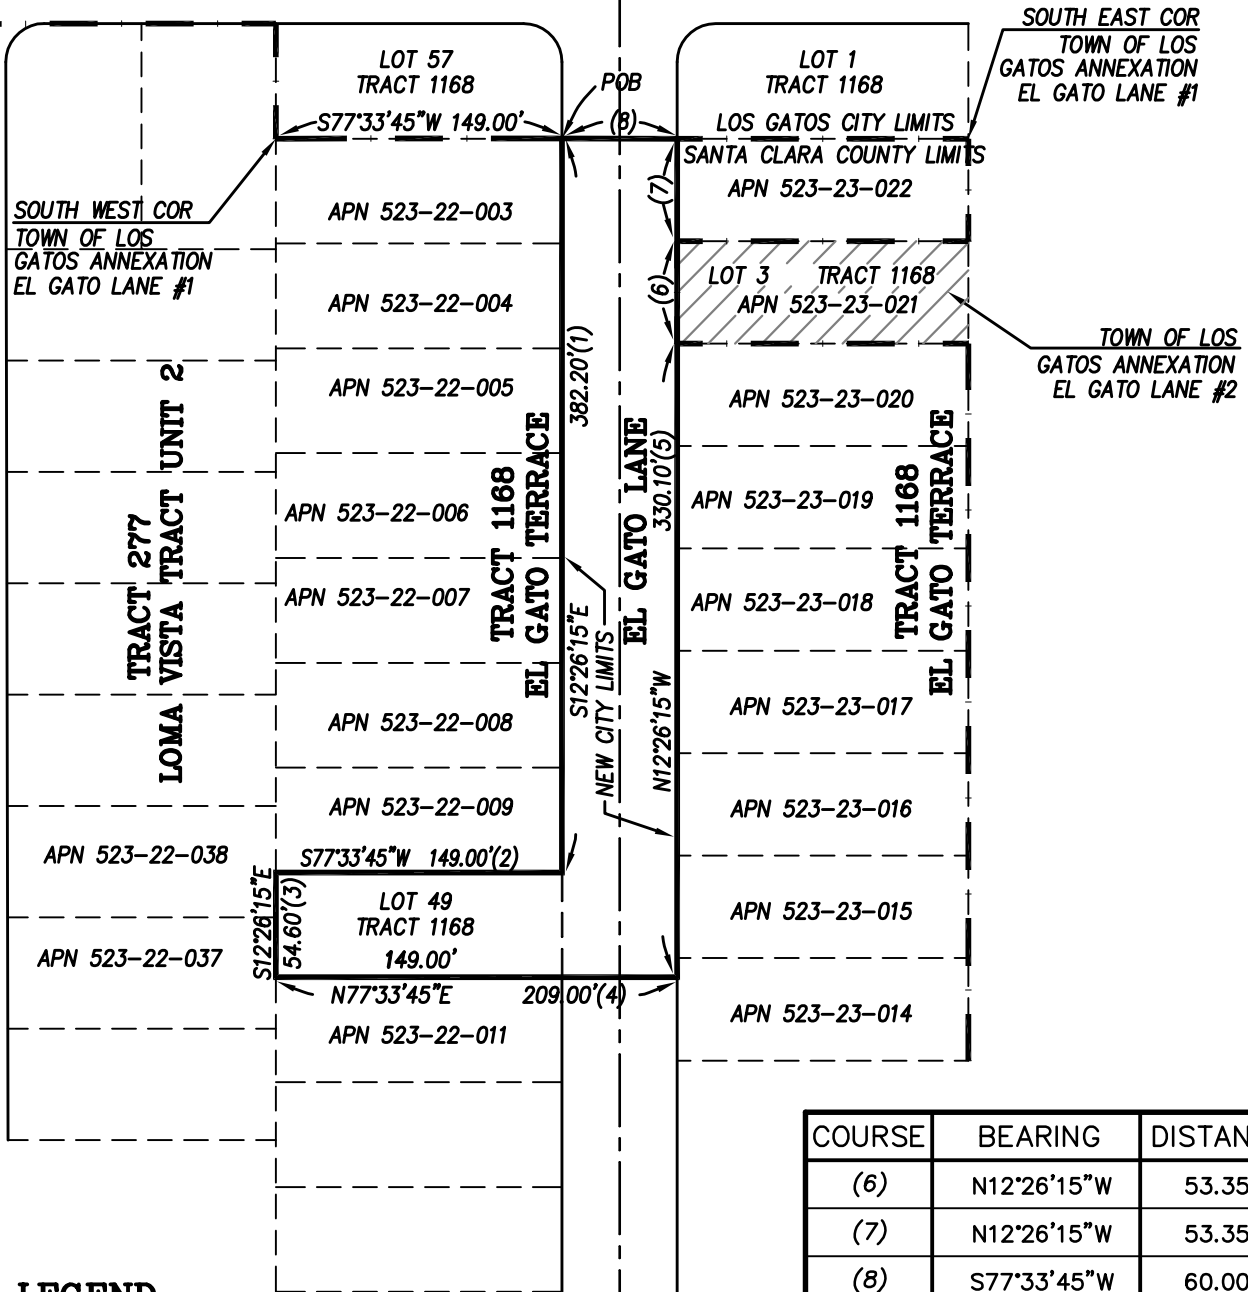 SOUTH EAST COR
TOWN OF LOS
GATOS ANNEXATION
EL GATO LANE #1
LOT 57
TRACT 1168
POB
LOT 1
TRACT 1168
S77°33'45"W 149.00'
(8)
LOS GATOS CITY LIMITS
SANTA CLARA COUNTY LIMITS
(7)
APN 523-23-022
SOUTH WEST COR
TOWN OF LOS
GATOS ANNEXATION
EL GATO LANE #1
APN 523-22-003
(6)
LOT 3 TRACT 1168
APN 523-23-021
APN 523-22-004
TOWN OF LOS
GATOS ANNEXATION
EL GATO LANE #2
382.20'(1)
APN 523-22-005
APN 523-23-020
TRACT 277
LOMA VISTA TRACT UNIT 2
TRACT 1168
EL GATO TERRACE
EL GATO LANE
330.10'(5)
TRACT 1168
EL GATO TERRACE
APN 523-22-006
APN 523-23-019
APN 523-22-007
APN 523-23-018
S12°26'15"E
NEW CITY LIMITS
N12°26'15"W
APN 523-22-008
APN 523-23-017
APN 523-22-009
APN 523-23-016
APN 523-22-038
S77°33'45"W 149.00'(2)
S12°26'15"E
54.60'(3)
LOT 49
TRACT 1168
149.00'
APN 523-23-015
APN 523-22-037
N77°33'45"E 209.00'(4)
APN 523-23-014
APN 523-22-011
COURSE BEARING DISTAN
(6) N12°26'15"W 53.35
(7) N12°26'15"W 53.35
(8) S77°33'45"W 60.00
LEGEND